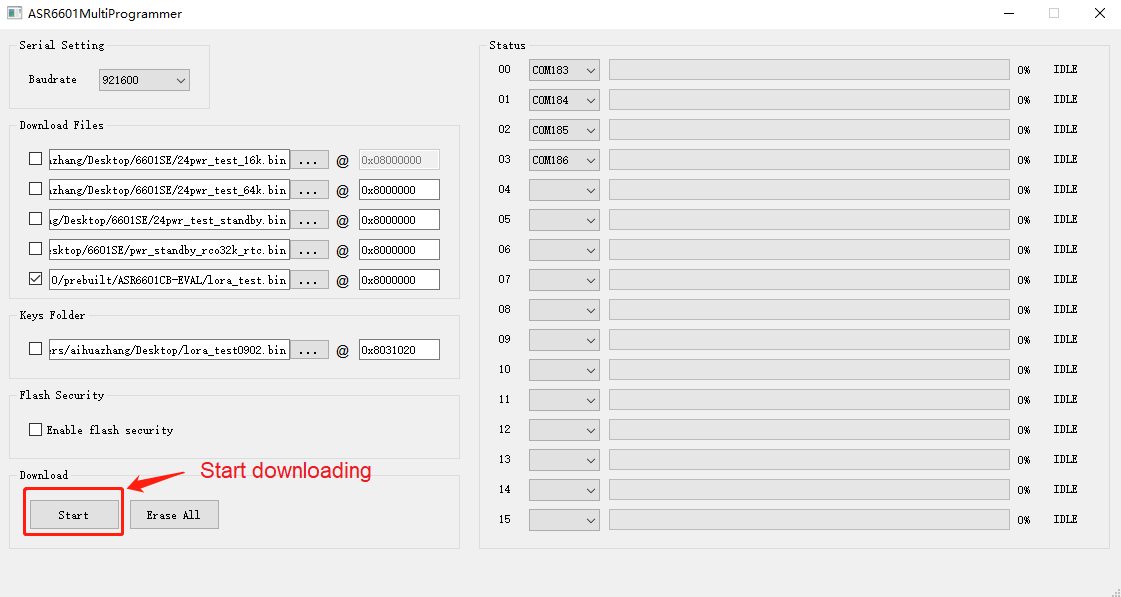 ASR6601MultiProgrammer
Serial Setting
Baudrate 921600
Download Files
azhang/Desktop/6601SE/24pwr_test_16k.bin ... @ 0x08000000
azhang/Desktop/6601SE/24pwr_test_64k.bin ... @ 0x8000000
ng/Desktop/6601SE/24pwr_test_standby.bin ... @ 0x8000000
esktop/6601SE/pwr_standby_rco32k_rtc.bin ... @ 0x8000000
0/prebuilt/ASR6601CB-EVAL/lora_test.bin ... @ 0x8000000
Keys Folder
ers/aihuazhang/Desktop/lora_test0902.bin ... @ 0x8031020
Flash Security
Enable flash security
Download
Start downloading
Start Erase All
Status
00 COM183 0% IDLE
01 COM184 0% IDLE
02 COM185 0% IDLE
03 COM186 0% IDLE
04 0% IDLE
05 0% IDLE
06 0% IDLE
07 0% IDLE
08 0% IDLE
09 0% IDLE
10 0% IDLE
11 0% IDLE
12 0% IDLE
13 0% IDLE
14 0% IDLE
15 0% IDLE